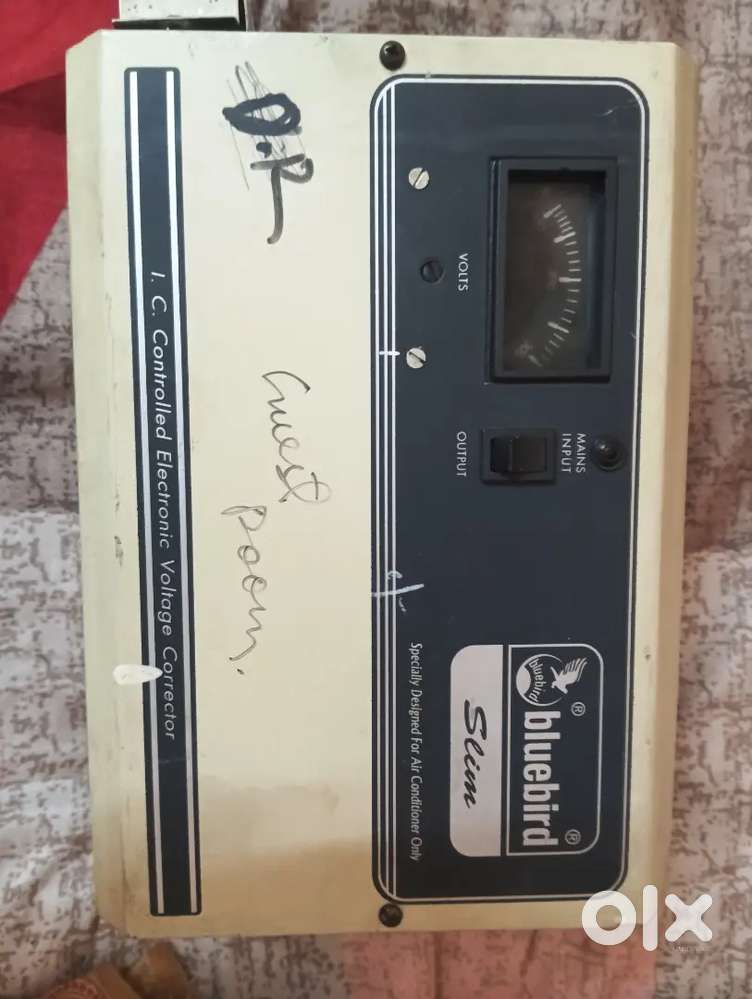 bluebird
bluebird
®
®
Slim
Specially Designed For Air Conditioner Only
MAINS
INPUT
OUTPUT
VOLTS
D.R
Guest
Room.
I. C. Controlled Electronic Voltage Corrector
olx